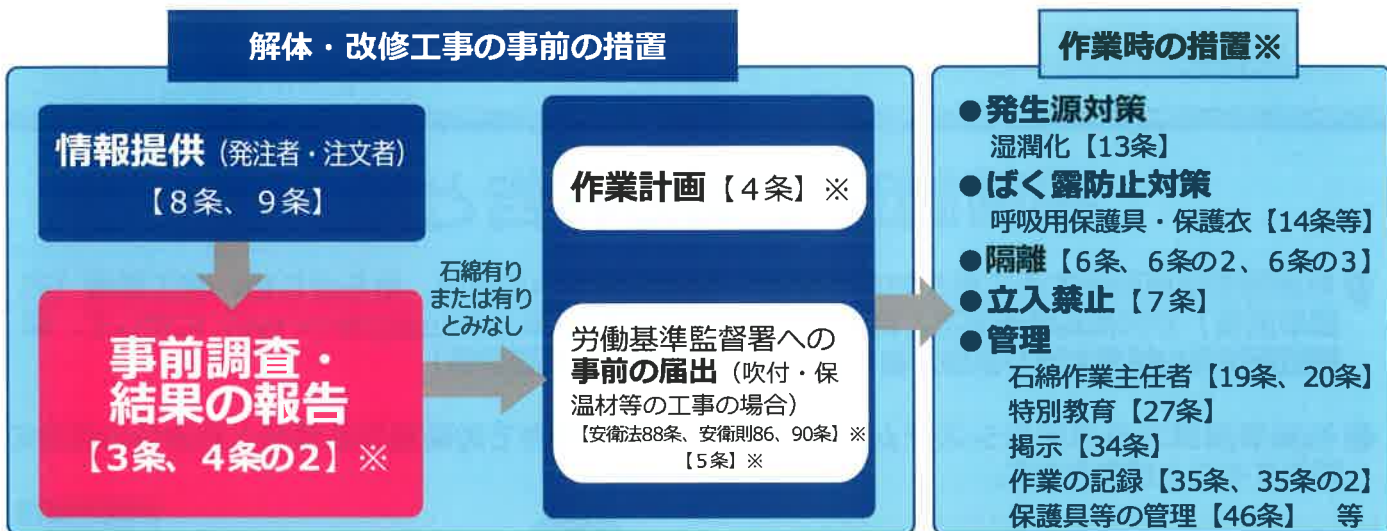 解体・改修工事の事前の措置
情報提供（発注者・注文者）
【８条、９条】
事前調査・
結果の報告
【３条、４条の２】※
石綿有り
または有り
とみなし
作業計画【４条】※
労働基準監督署への
事前の届出（吹付・保
温材等の工事の場合）
【安衛法88条、安衛則86、90条】※
【５条】※
作業時の措置※
●発生源対策
湿潤化【13条】
●ばく露防止対策
呼吸用保護具・保護衣【14条等】
●隔離【６条、６条の２、６条の３】
●立入禁止【７条】
●管理
石綿作業主任者【19条、20条】
特別教育【27条】
掲示【34条】
作業の記録【35条、35条の2】
保護具等の管理【46条】　等